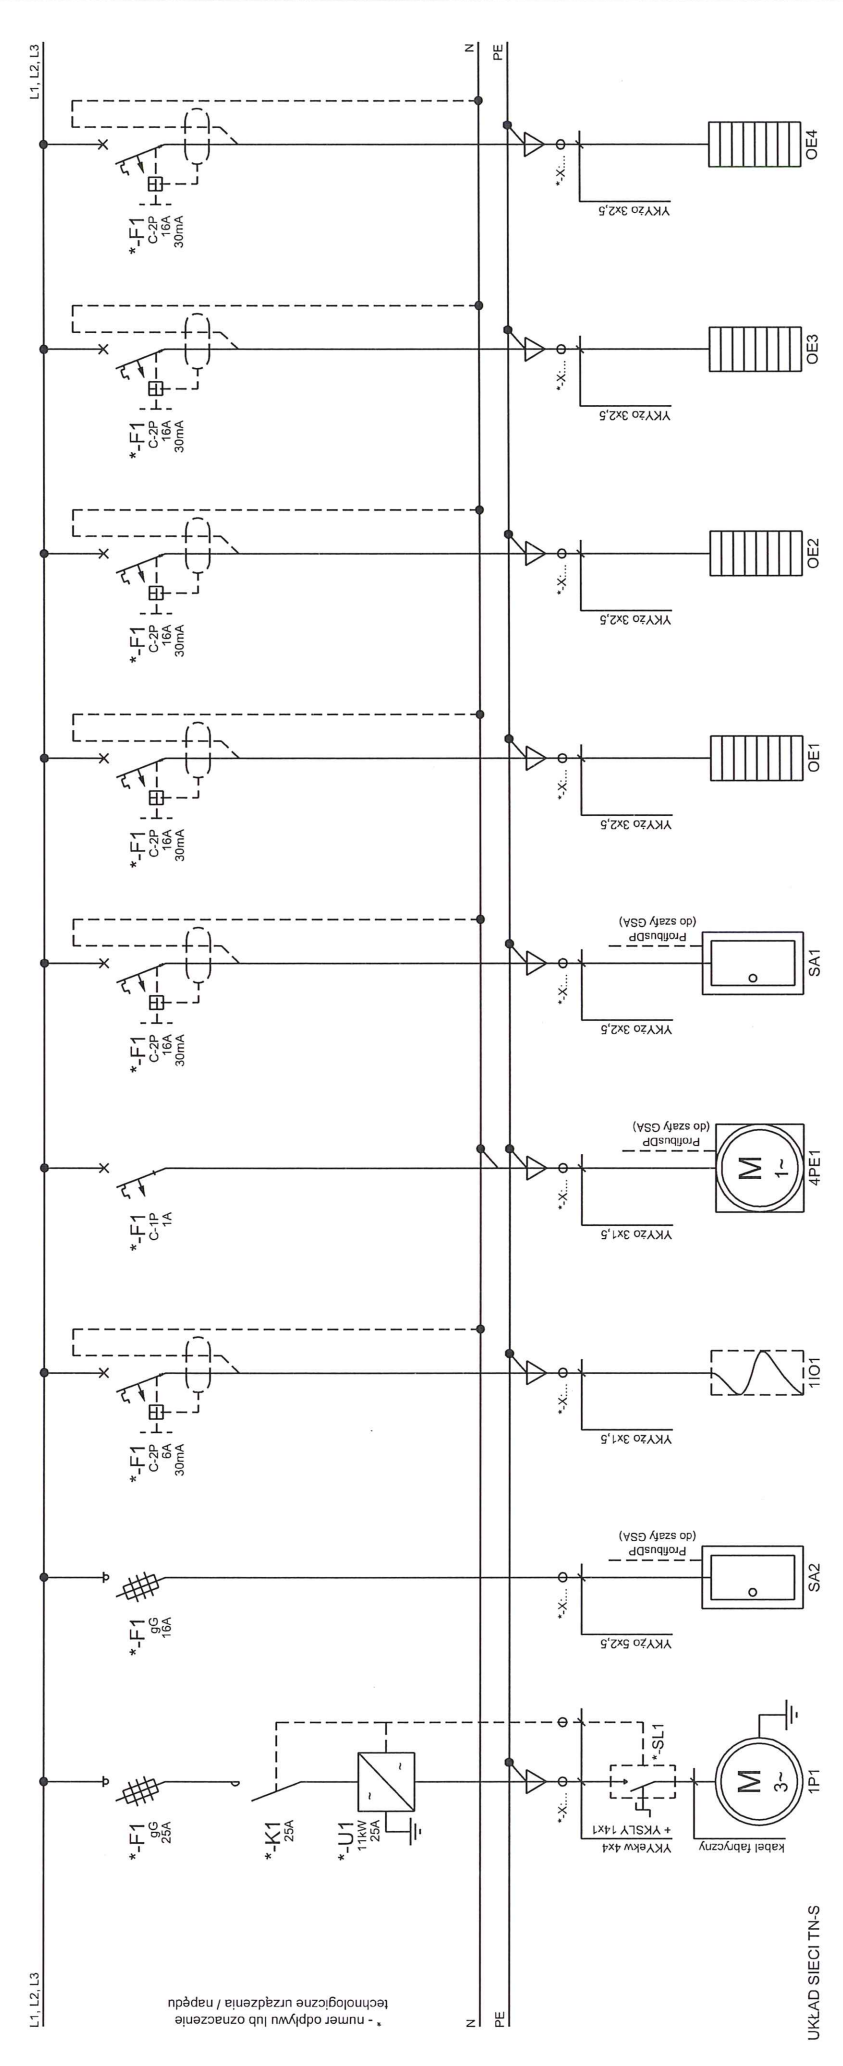 L1, L2, L3
N
PE
*-F1
C-2P
16A
30mA
*-X:...
YKYżo 3x2,5
OE4
*-F1
C-2P
16A
30mA
*-X:...
YKYżo 3x2,5
OE3
*-F1
C-2P
16A
30mA
*-X:...
YKYżo 3x2,5
OE2
*-F1
C-2P
16A
30mA
*-X:...
YKYżo 3x2,5
OE1
*-F1
C-2P
16A
30mA
*-X:...
YKYżo 3x2,5
ProfibusDP
(do szafy GSA)
SA1
*-F1
C-1P
1A
*-X:...
YKYżo 3x1,5
ProfibusDP
(do szafy GSA)
M
1~
4PE1
*-F1
C-2P
6A
30mA
*-X:...
YKYżo 3x1,5
1IO1
*-F1
gG
16A
*-X:...
YKYżo 5x2,5
ProfibusDP
(do szafy GSA)
SA2
*-F1
gG
25A
*-K1
25A
*-U1
11kW
25A
~
~
*-X:...
YKYekw 4x4
+ YKSLY 14x1
*-SL1
kabel fabryczny
M
3~
1P1
L1, L2, L3
N
PE
* - numer odpływu lub oznaczenie
technologiczne urządzenia / napędu
UKŁAD SIECI TN-S